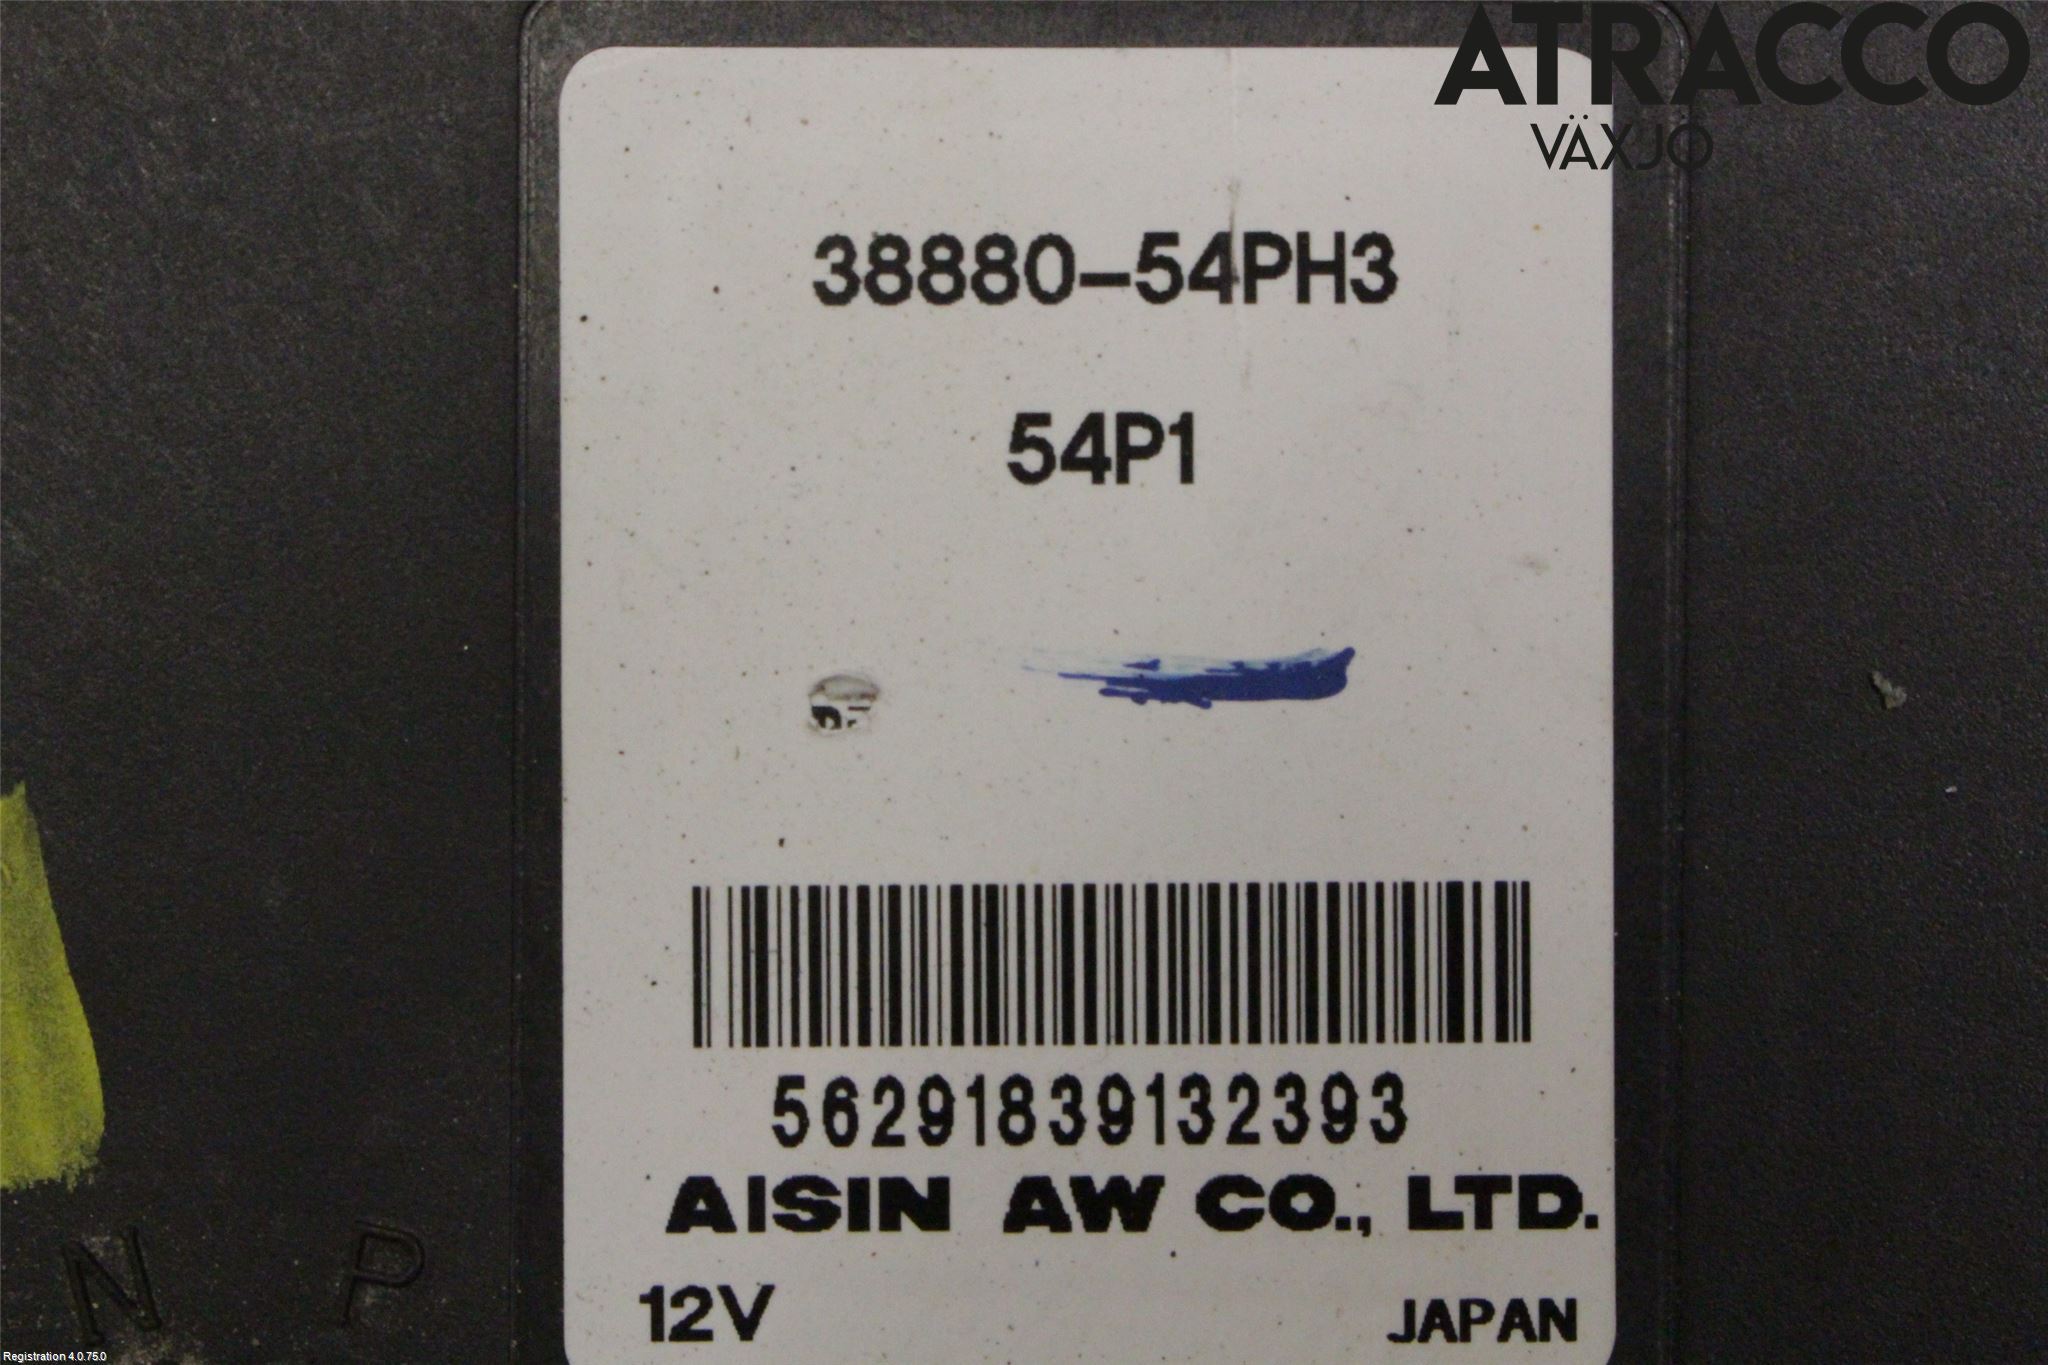 ATRACCO
VÄXJÖ
38880-54PH3
54P1
56291839132393
AISIN AW CO., LTD.
12V
JAPAN
N P
Registration 4.0.75.0